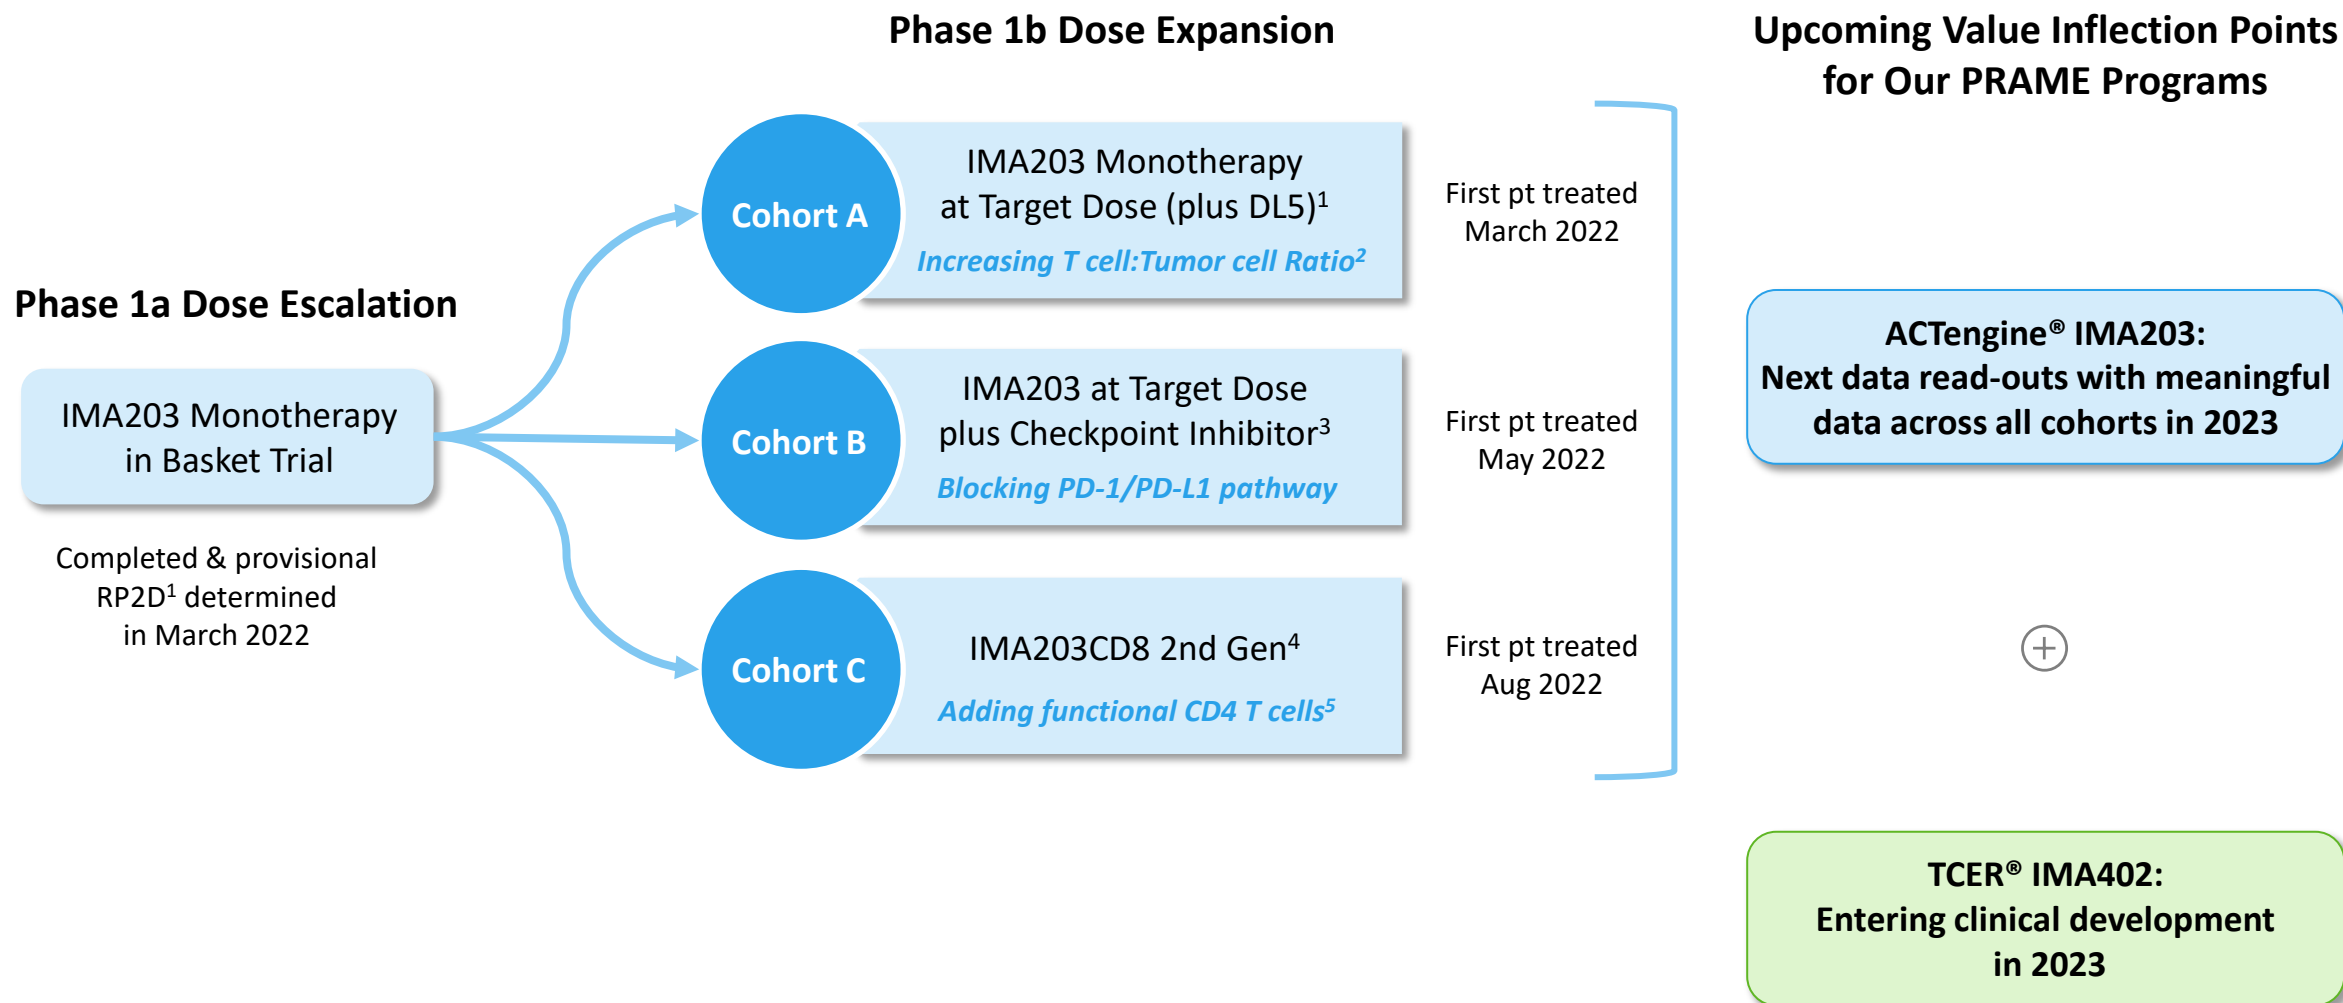 Phase 1b Dose Expansion
Upcoming Value Inflection Points
for Our PRAME Programs
Phase 1a Dose Escalation
IMA203 Monotherapy
in Basket Trial
Completed & provisional
RP2D¹ determined
in March 2022
Cohort A
IMA203 Monotherapy
at Target Dose (plus DL5)¹
Increasing T cell:Tumor cell Ratio²
First pt treated
March 2022
Cohort B
IMA203 at Target Dose
plus Checkpoint Inhibitor³
Blocking PD-1/PD-L1 pathway
First pt treated
May 2022
Cohort C
IMA203CD8 2nd Gen⁴
Adding functional CD4 T cells⁵
First pt treated
Aug 2022
ACTengine® IMA203:
Next data read-outs with meaningful
data across all cohorts in 2023
+
TCER® IMA402:
Entering clinical development
in 2023